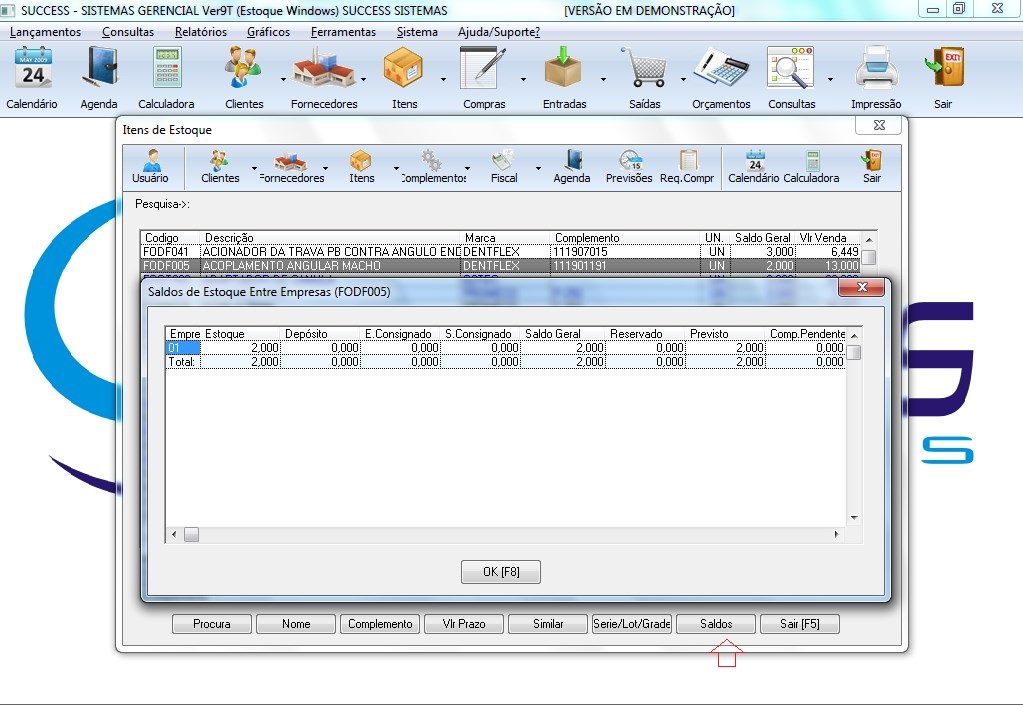 SUCCESS - SISTEMAS GERENCIAL Ver9T (Estoque Windows) SUCCESS SISTEMAS [VERSÃO EM DEMONSTRAÇÃO]
Lançamentos Consultas Relatórios Gráficos Ferramentas Sistema Ajuda/Suporte?
MAY 2009
24
EXIT
Calendário Agenda Calculadora Clientes Fornecedores Itens Compras Entradas Saídas Orçamentos Consultas Impressão Sair
Itens de Estoque
24
15
Usuário Clientes Fornecedores Itens Complementos Fiscal Agenda Previsões Req.Compr Calendário Calculadora Sair
Pesquisa->:
Codigo Descrição Marca Complemento UN. Saldo Geral Vlr Venda
FODF041 ACIONADOR DA TRAVA PB CONTRA ANGULO END DENTFLEX 111907015 UN 3,000 6,449
FODF005 ACOPLAMENTO ANGULAR MACHO DENTFLEX 111901191 UN 2,000 13,000
Saldos de Estoque Entre Empresas (FODF005)
Empre Estoque Depósito E.Consignado S.Consignado Saldo Geral Reservado Previsto Comp.Pendente
01 2,000 0,000 0,000 0,000 2,000 0,000 2,000 0,000
Total: 2,000 0,000 0,000 0,000 2,000 0,000 2,000 0,000
OK [F8]
Procura Nome Complemento Vlr Prazo Similar Serie/Lot/Grade Saldos Sair [F5]